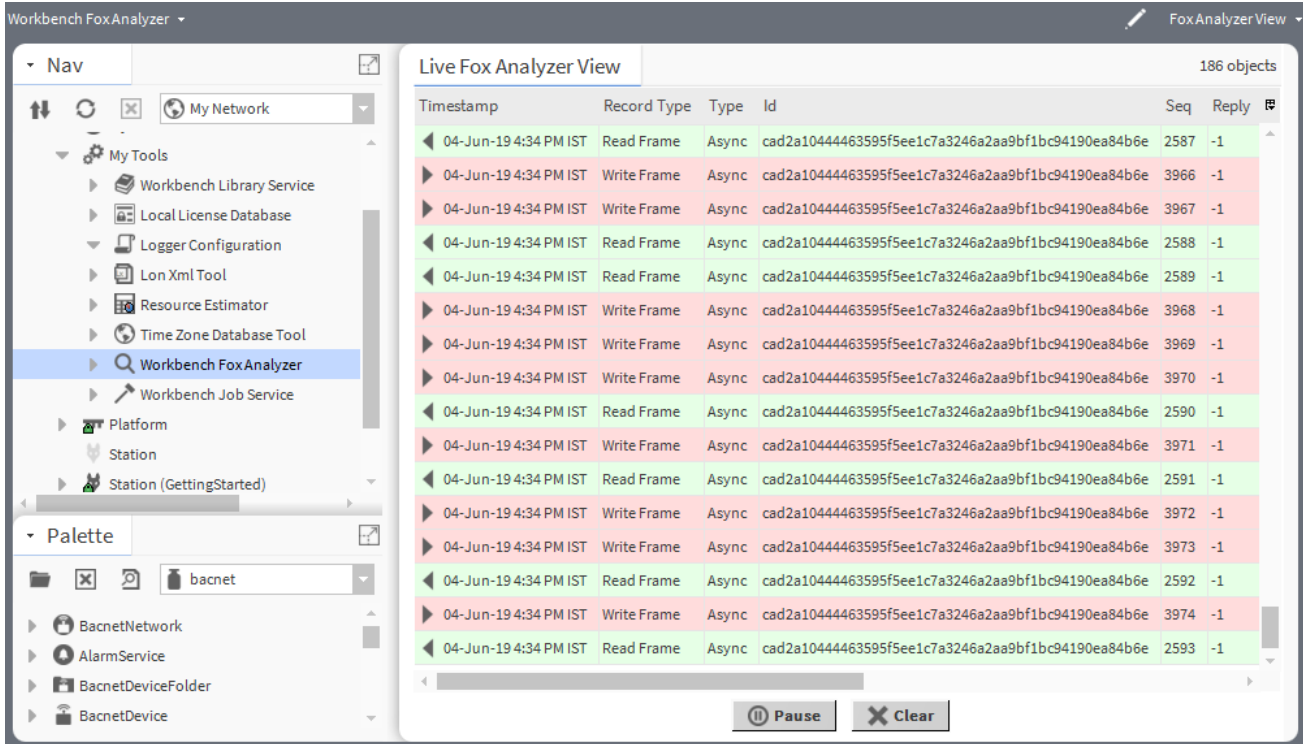 Workbench FoxAnalyzer
FoxAnalyzer View
Nav
My Network
My Tools
Workbench Library Service
Local License Database
Logger Configuration
Lon Xml Tool
Resource Estimator
Time Zone Database Tool
Workbench FoxAnalyzer
Workbench Job Service
Platform
Station
Station (GettingStarted)
Palette
bacnet
BacnetNetwork
AlarmService
BacnetDeviceFolder
BacnetDevice
Live Fox Analyzer View 186 objects
Timestamp Record Type Type Id Seq Reply
04-Jun-19 4:34 PM IST Read Frame Async cad2a10444463595f5ee1c7a3246a2aa9bf1bc94190ea84b6e 2587 -1
04-Jun-19 4:34 PM IST Write Frame Async cad2a10444463595f5ee1c7a3246a2aa9bf1bc94190ea84b6e 3966 -1
04-Jun-19 4:34 PM IST Write Frame Async cad2a10444463595f5ee1c7a3246a2aa9bf1bc94190ea84b6e 3967 -1
04-Jun-19 4:34 PM IST Read Frame Async cad2a10444463595f5ee1c7a3246a2aa9bf1bc94190ea84b6e 2588 -1
04-Jun-19 4:34 PM IST Read Frame Async cad2a10444463595f5ee1c7a3246a2aa9bf1bc94190ea84b6e 2589 -1
04-Jun-19 4:34 PM IST Write Frame Async cad2a10444463595f5ee1c7a3246a2aa9bf1bc94190ea84b6e 3968 -1
04-Jun-19 4:34 PM IST Write Frame Async cad2a10444463595f5ee1c7a3246a2aa9bf1bc94190ea84b6e 3969 -1
04-Jun-19 4:34 PM IST Write Frame Async cad2a10444463595f5ee1c7a3246a2aa9bf1bc94190ea84b6e 3970 -1
04-Jun-19 4:34 PM IST Read Frame Async cad2a10444463595f5ee1c7a3246a2aa9bf1bc94190ea84b6e 2590 -1
04-Jun-19 4:34 PM IST Write Frame Async cad2a10444463595f5ee1c7a3246a2aa9bf1bc94190ea84b6e 3971 -1
04-Jun-19 4:34 PM IST Read Frame Async cad2a10444463595f5ee1c7a3246a2aa9bf1bc94190ea84b6e 2591 -1
04-Jun-19 4:34 PM IST Write Frame Async cad2a10444463595f5ee1c7a3246a2aa9bf1bc94190ea84b6e 3972 -1
04-Jun-19 4:34 PM IST Write Frame Async cad2a10444463595f5ee1c7a3246a2aa9bf1bc94190ea84b6e 3973 -1
04-Jun-19 4:34 PM IST Read Frame Async cad2a10444463595f5ee1c7a3246a2aa9bf1bc94190ea84b6e 2592 -1
04-Jun-19 4:34 PM IST Write Frame Async cad2a10444463595f5ee1c7a3246a2aa9bf1bc94190ea84b6e 3974 -1
04-Jun-19 4:34 PM IST Read Frame Async cad2a10444463595f5ee1c7a3246a2aa9bf1bc94190ea84b6e 2593 -1
Pause Clear